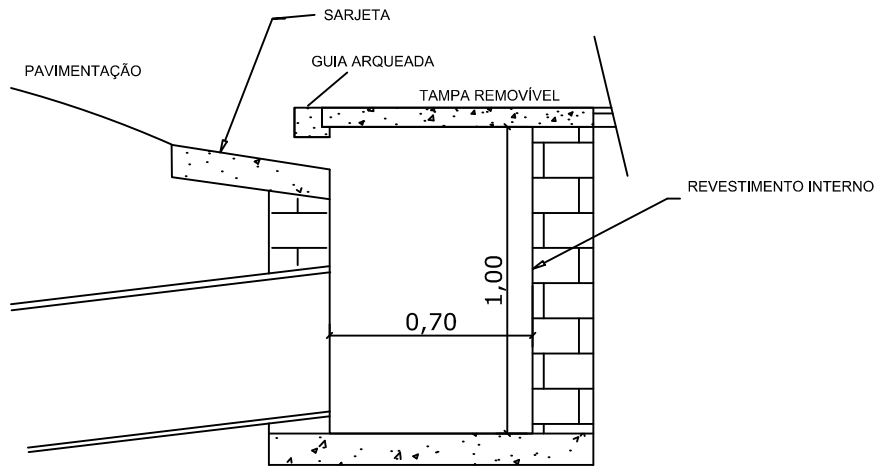 SARJETA
PAVIMENTAÇÃO
GUIA ARQUEADA
TAMPA REMOVÍVEL
REVESTIMENTO INTERNO
1,00
0,70